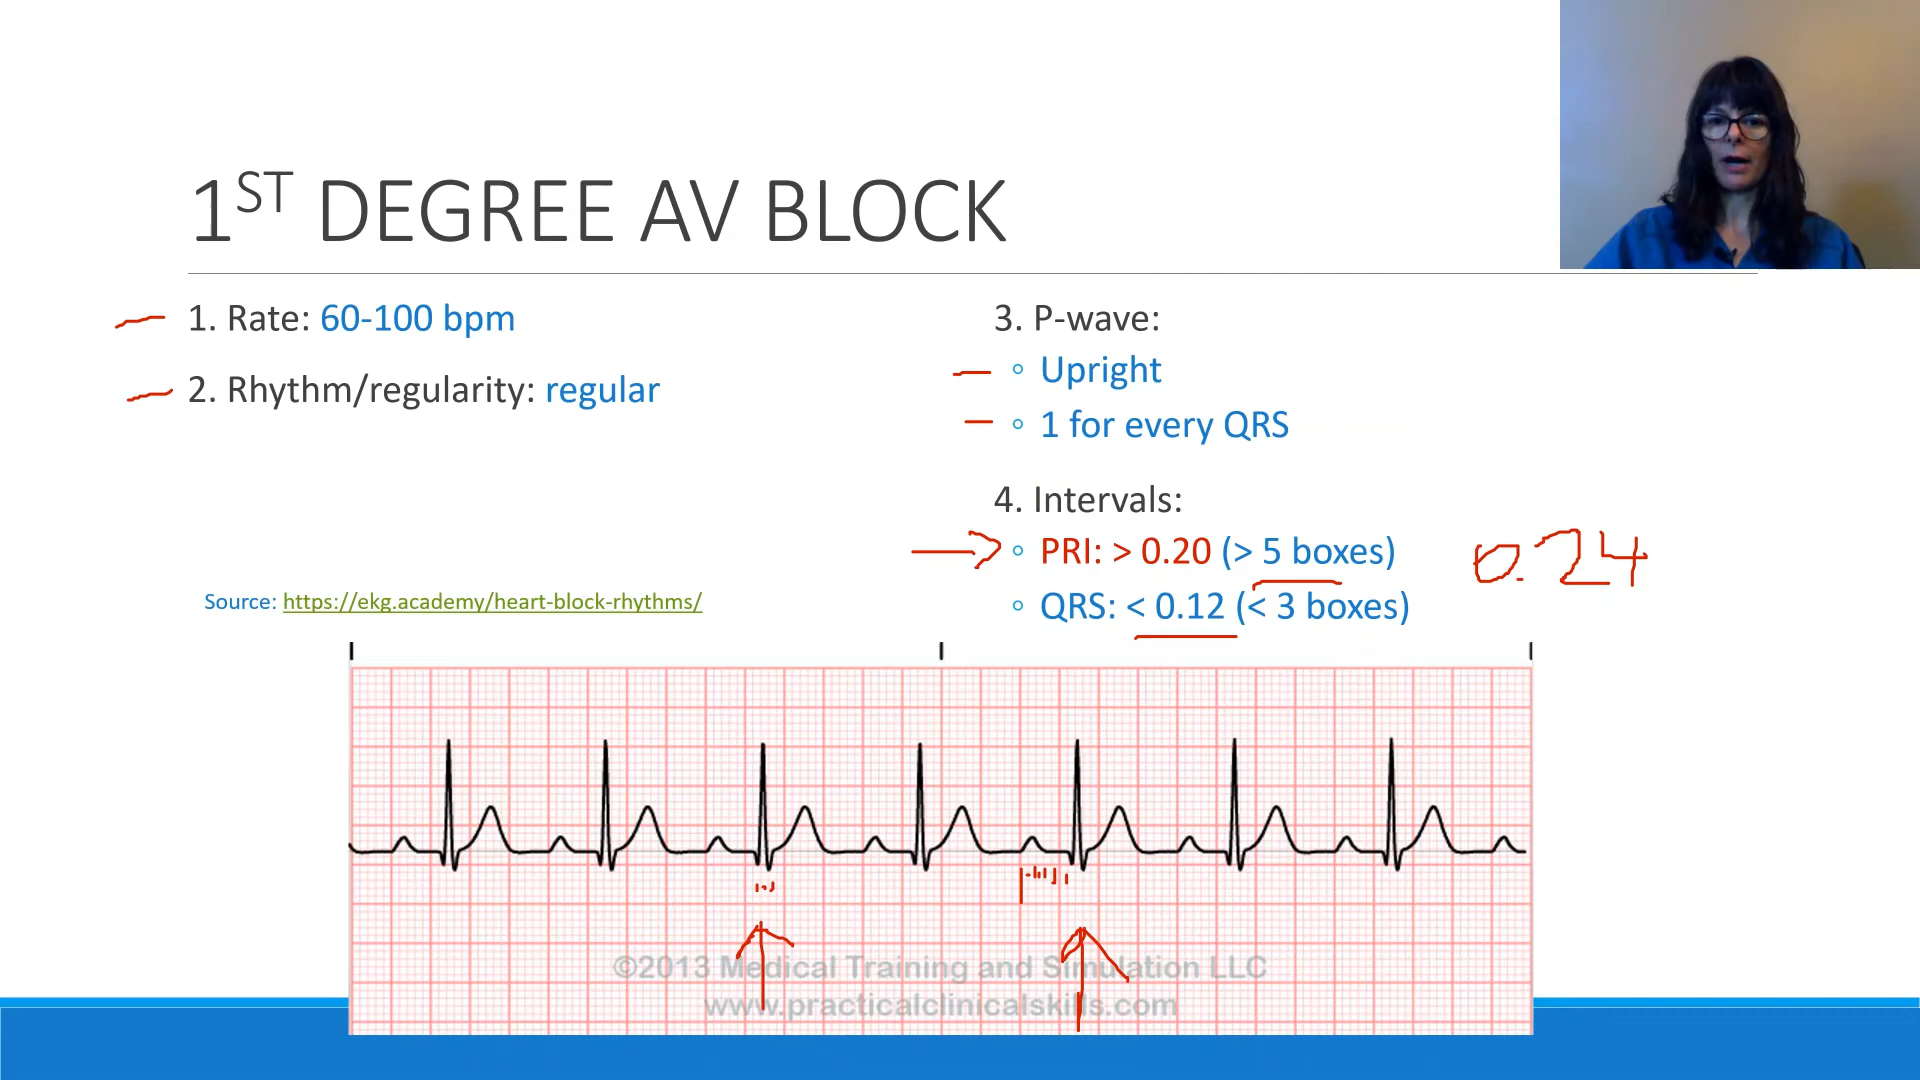 1ST DEGREE AV BLOCK
1. Rate: 60-100 bpm
2. Rhythm/regularity: regular
Source: https://ekg.academy/heart-block-rhythms/
3. P-wave:
Upright
1 for every QRS
4. Intervals:
PRI: > 0.20 (> 5 boxes)
0.24
QRS: < 0.12 (< 3 boxes)
©2013 Medical Training and Simulation LLC
www.practicalclinicalskills.com